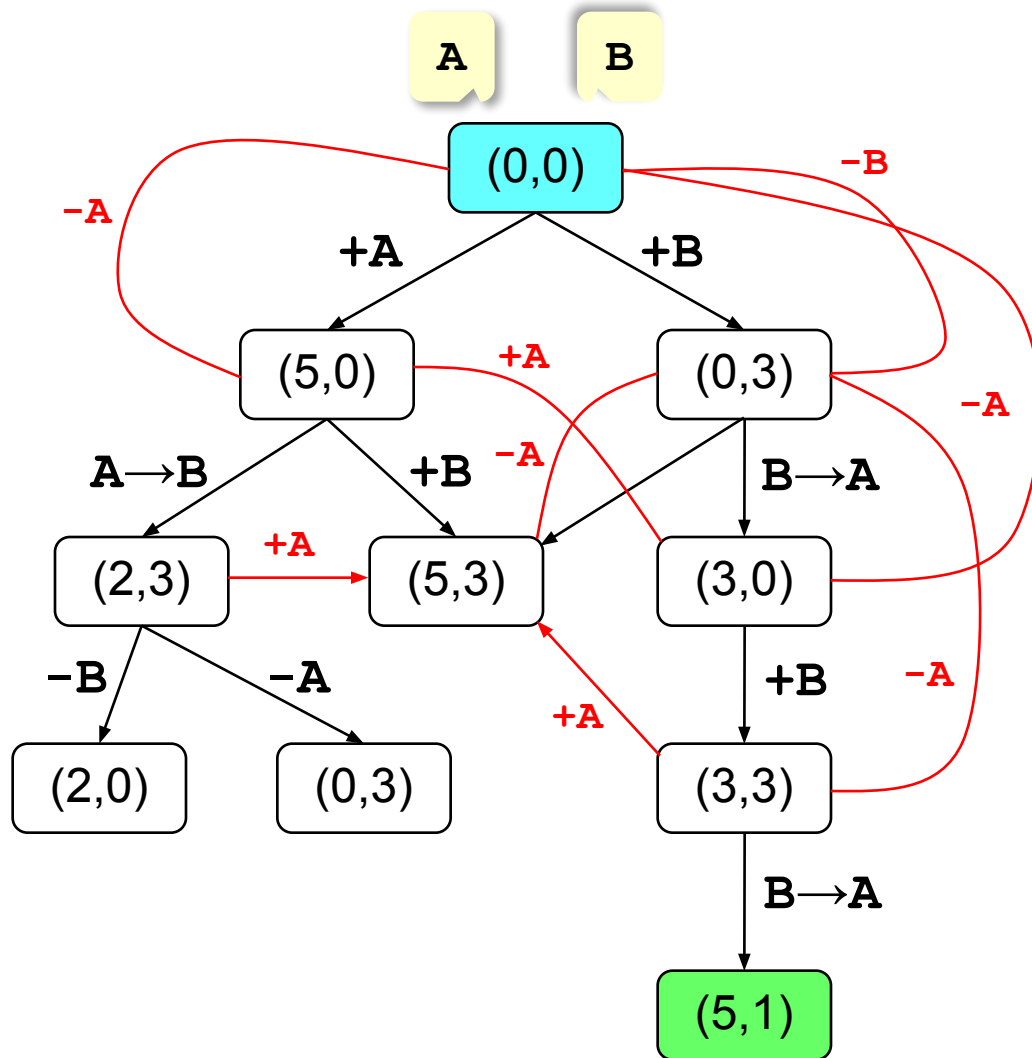 A
B
(0,0)
-B
-A
+A
+B
(5,0)
+A
(0,3)
-A
A→B
+B
-A
B→A
(2,3)
+A
(5,3)
(3,0)
-B
-A
+B
-A
+A
(2,0)
(0,3)
(3,3)
B→A
(5,1)